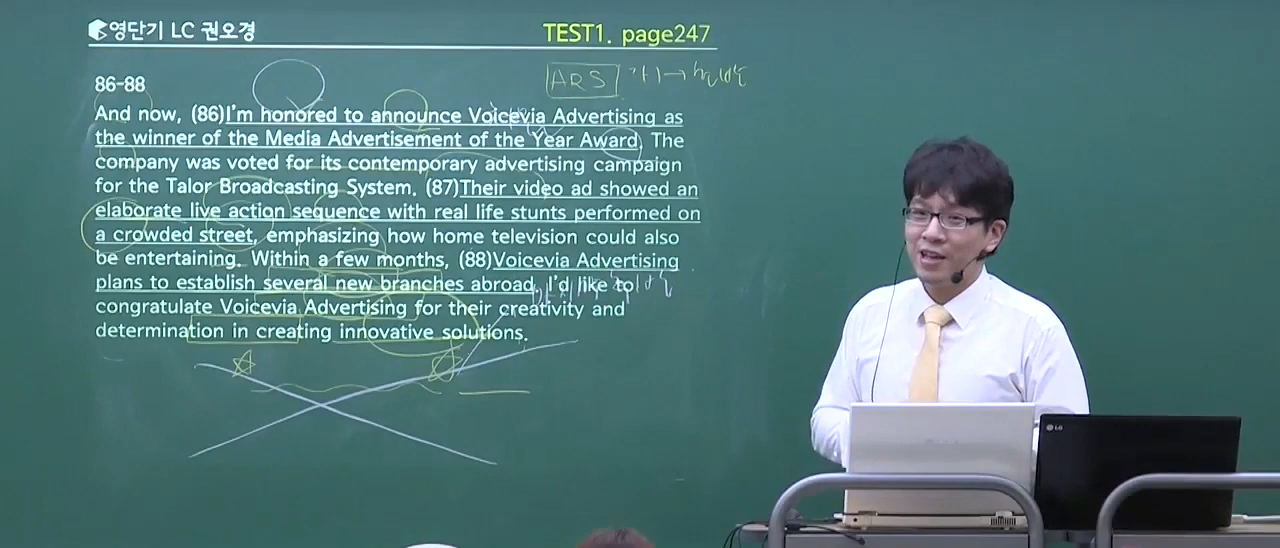 영단기 LC 권오경
TEST1. page247
ARS
86-88
And now, (86)I'm honored to announce Voicevia Advertising as
the winner of the Media Advertisement of the Year Award. The
company was voted for its contemporary advertising campaign
for the Talor Broadcasting System. (87)Their video ad showed an
elaborate live action sequence with real life stunts performed on
a crowded street, emphasizing how home television could also
be entertaining. Within a few months, (88)Voicevia Advertising
plans to establish several new branches abroad. I'd like to
congratulate Voicevia Advertising for their creativity and
determination in creating innovative solutions.
LG